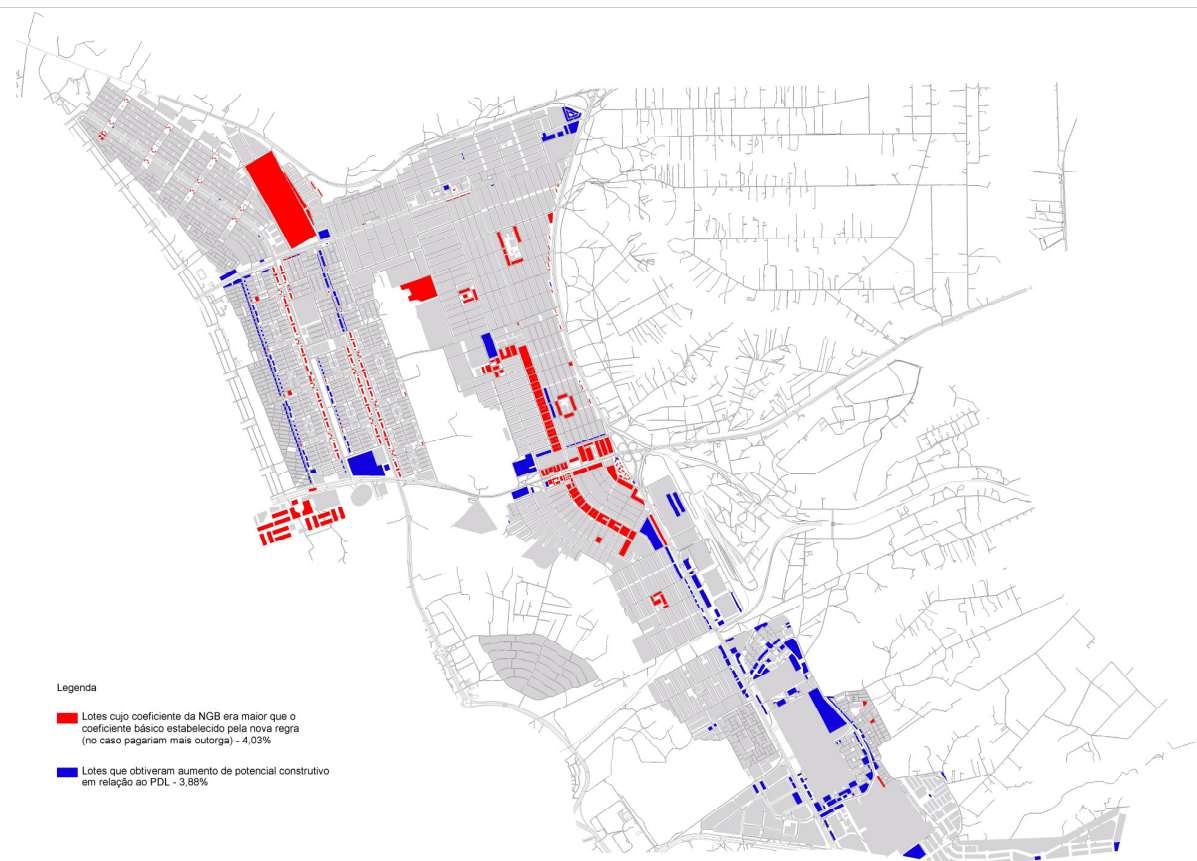 Legenda
Lotes cujo coeficiente da NGB era maior que o
coeficiente básico estabelecido pela nova regra
(no caso pagariam mais outorga) - 4,03%
Lotes que obtiveram aumento de potencial construtivo
em relação ao PDL - 3,88%